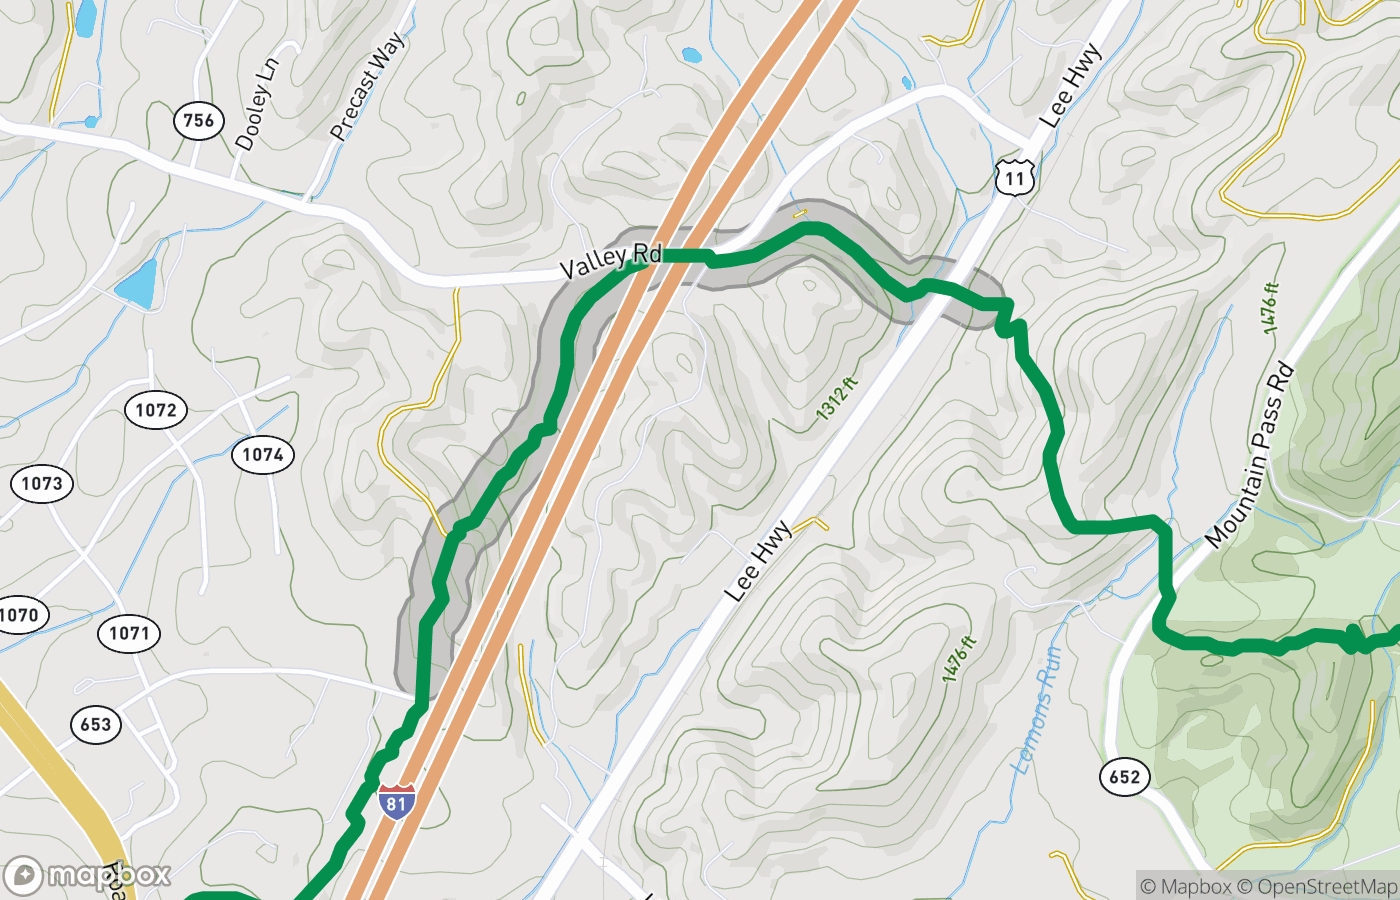 756
Dooley Ln
Precast Way
Lee Hwy
11
Valley Rd
1476 ft
1312 ft
Mountain Pass Rd
1072
1074
1073
Lee Hwy
1070
1071
1476 ft
Lemons Run
653
652
81
mapbox
© Mapbox © OpenStreetMap